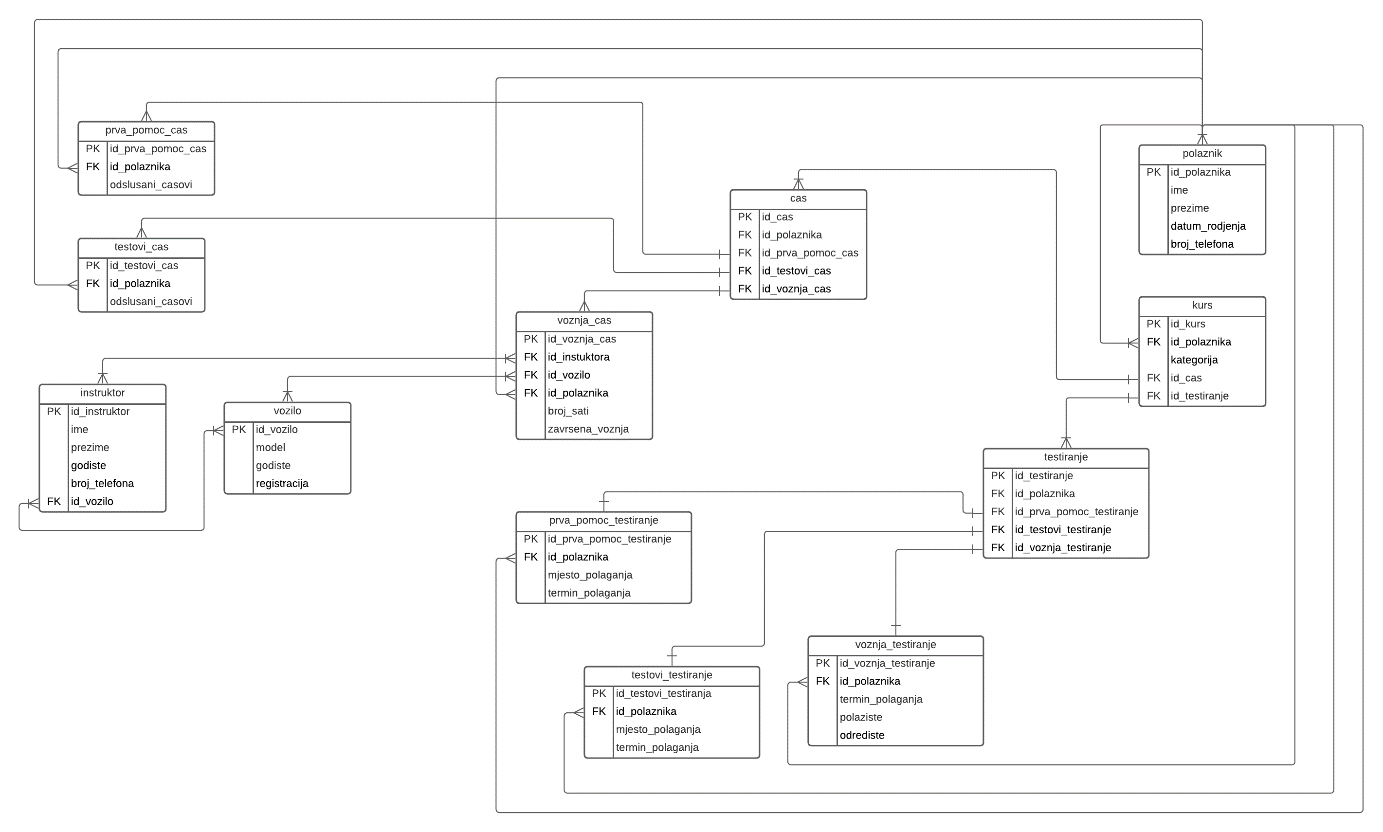 prva_pomoc_cas
PK id_prva_pomoc_cas
FK id_polaznika
odslusani_casovi
testovi_cas
PK id_testovi_cas
FK id_polaznika
odslusani_casovi
cas
PK id_cas
FK id_polaznika
FK id_prva_pomoc_cas
FK id_testovi_cas
FK id_voznja_cas
polaznik
PK id_polaznika
ime
prezime
datum_rodjenja
broj_telefona
kurs
PK id_kurs
FK id_polaznika
kategorija
FK id_cas
FK id_testiranje
voznja_cas
PK id_voznja_cas
FK id_instuktora
FK id_vozilo
FK id_polaznika
broj_sati
zavrsena_voznja
instruktor
PK id_instruktor
ime
prezime
godiste
broj_telefona
FK id_vozilo
vozilo
PK id_vozilo
model
godiste
registracija
testiranje
PK id_testiranje
FK id_polaznika
FK id_prva_pomoc_testiranje
FK id_testovi_testiranje
FK id_voznja_testiranje
prva_pomoc_testiranje
PK id_prva_pomoc_testiranje
FK id_polaznika
mjesto_polaganja
termin_polaganja
testovi_testiranje
PK id_testovi_testiranja
FK id_polaznika
mjesto_polaganja
termin_polaganja
voznja_testiranje
PK id_voznja_testiranje
FK id_polaznika
termin_polaganja
polaziste
odrediste